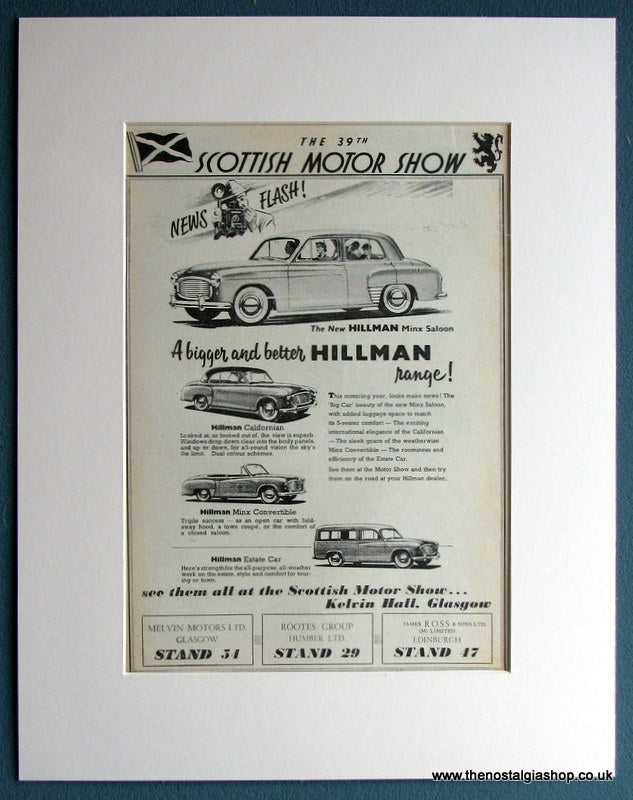 THE 39TH
SCOTTISH MOTOR SHOW
NEWS FLASH!
The New HILLMAN Minx Saloon
A bigger and better HILLMAN
range!
Hillman Californian
Looked at, or looked out of, the view is superb.
Windows drop down clear into the body panels,
and up or down, for all-round vision the sky's
the limit. Dual colour schemes.
This motoring year, looks make news! The
'Big Car' beauty of the new Minx Saloon,
with added luggage space to match
its 5-seater comfort — The exciting
international elegance of the Californian
— The sleek grace of the weatherwise
Minx Convertible — The roominess and
efficiency of the Estate Car.
See them at the Motor Show and then try
them on the road at your Hillman dealer.
Hillman Minx Convertible
Triple success — as an open car with fold-
away hood, a town coupé, or the comfort of
a closed saloon.
Hillman Estate Car
Here's strength for the all-purpose, all-weather
work on the estate, style and comfort for tour-
ing or town.
see them all at the Scottish Motor Show...
Kelvin Hall, Glasgow
MELVIN MOTORS LTD.
GLASGOW
STAND 54
ROOTES GROUP
HUMBER LTD.
STAND 29
JAMES ROSS & SONS LTD.
(M) LIMITED
EDINBURGH
STAND 47
www.thenostalgiashop.co.uk